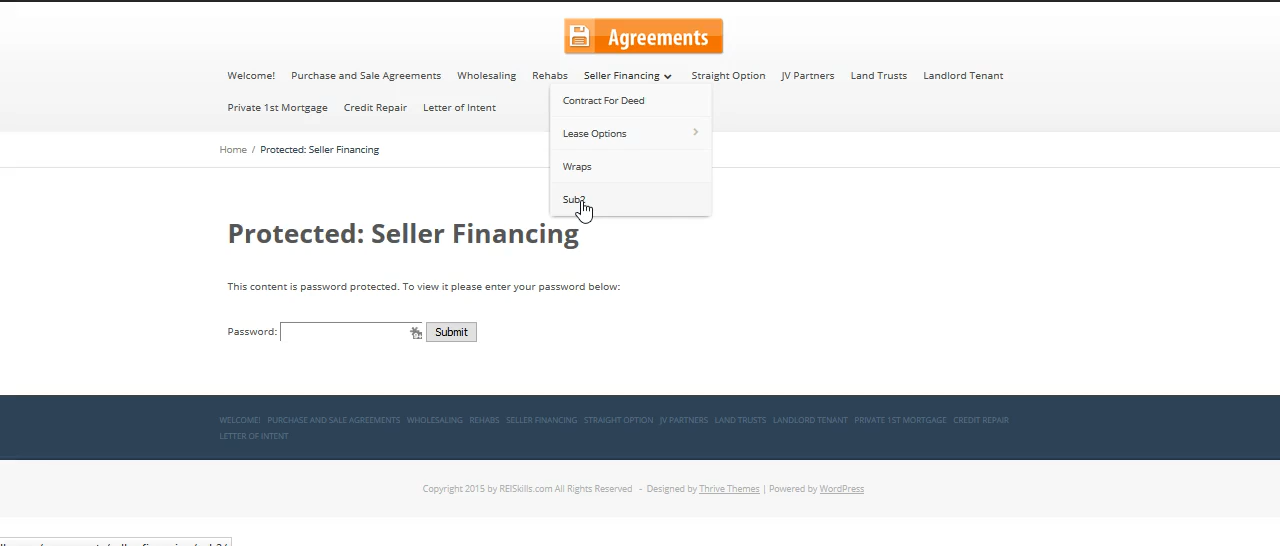 Agreements
Welcome! Purchase and Sale Agreements Wholesaling Rehabs Seller Financing Straight Option JV Partners Land Trusts Landlord Tenant
Private 1st Mortgage Credit Repair Letter of Intent
Contract For Deed
Lease Options
Wraps
Sub2
Home / Protected: Seller Financing
Protected: Seller Financing
This content is password protected. To view it please enter your password below:
Password: Submit
WELCOME! PURCHASE AND SALE AGREEMENTS WHOLESALING REHABS SELLER FINANCING STRAIGHT OPTION JV PARTNERS LAND TRUSTS LANDLORD TENANT PRIVATE 1ST MORTGAGE CREDIT REPAIR
LETTER OF INTENT
Copyright 2015 by REISkills.com All Rights Reserved - Designed by Thrive Themes | Powered by WordPress